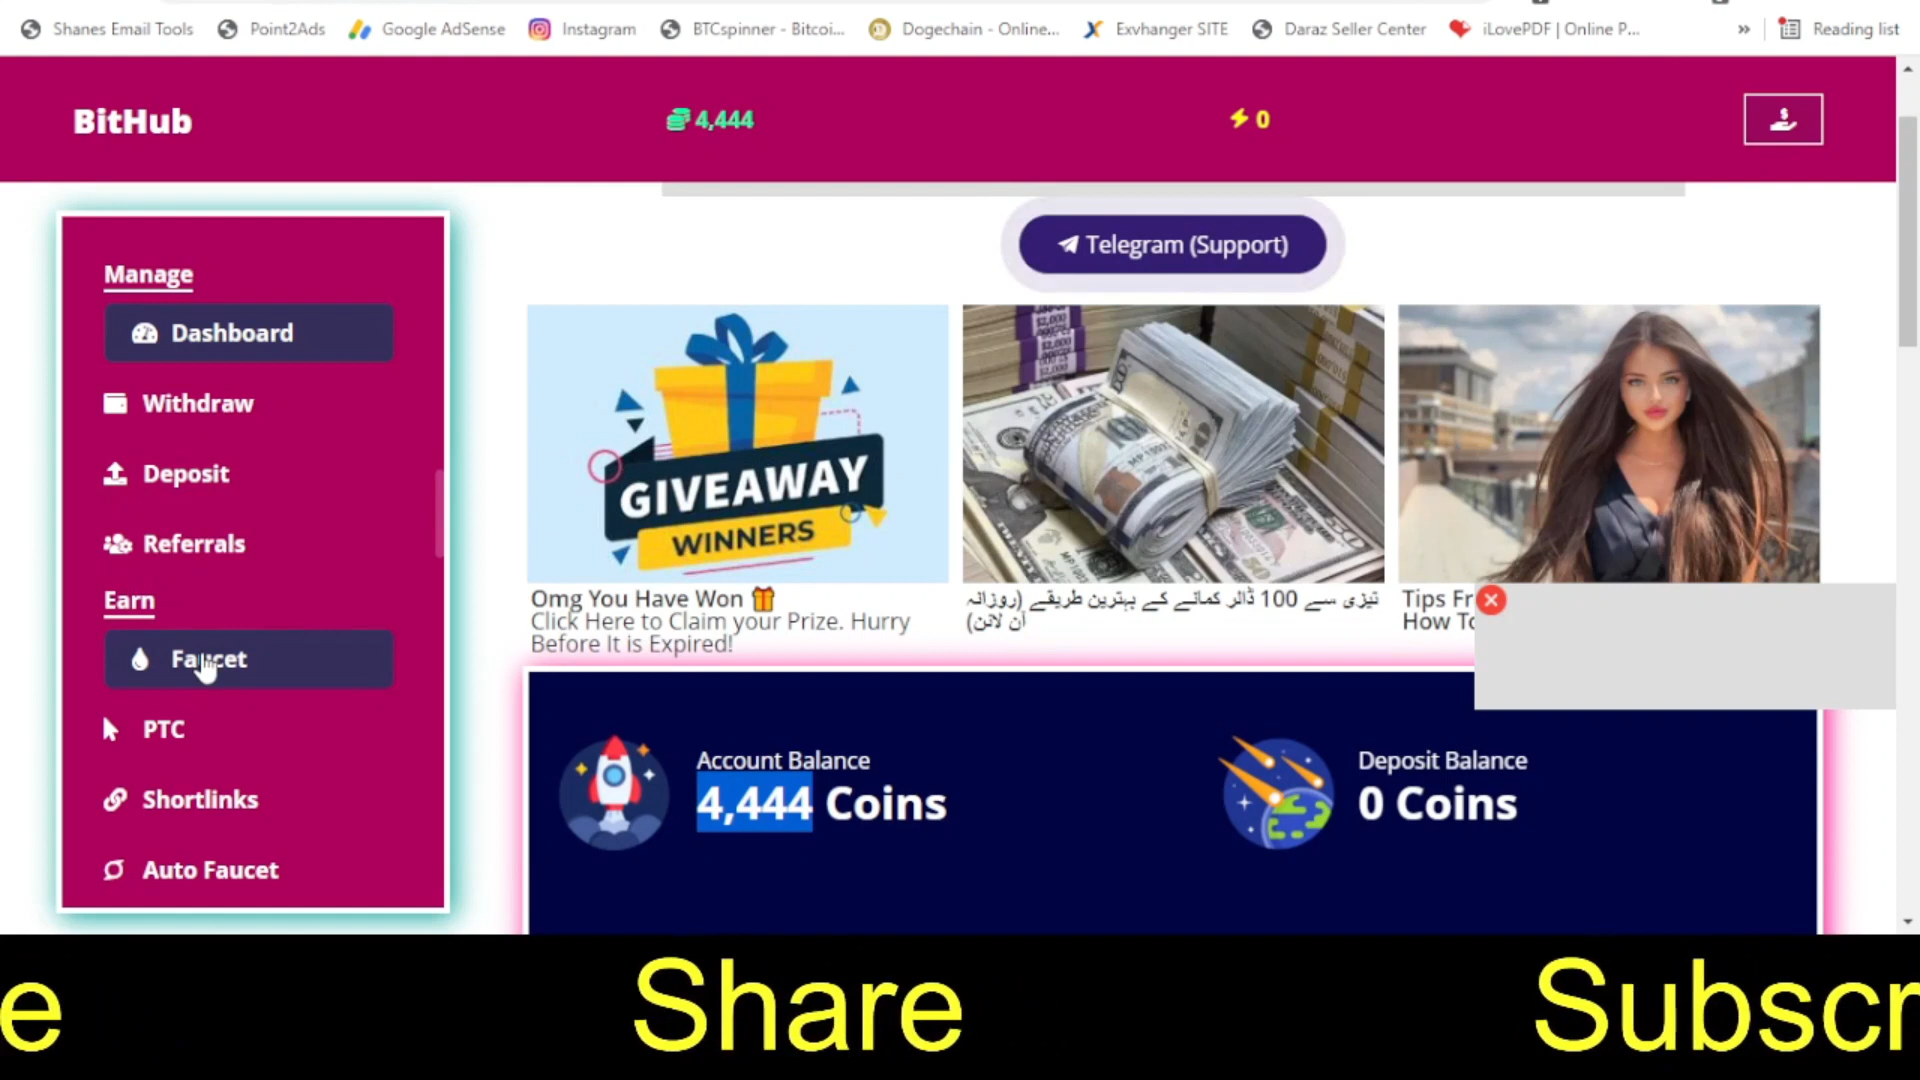 Shanes Email Tools Point2Ads Google AdSense Instagram BTCspinner - Bitcoi... Dogechain - Online... Exvhanger SITE Daraz Seller Center iLovePDF | Online P... » Reading list
BitHub 4,444 0
Telegram (Support)
Manage
Dashboard
Withdraw
Deposit
Referrals
Earn
Faucet
PTC
Shortlinks
Auto Faucet
GIVEAWAY
WINNERS
Omg You Have Won
Click Here to Claim your Prize. Hurry
Before It is Expired!
تیزی سے 100 ڈالر کمانے کے بہترین طریقے (روزانہ
آن لائن)
Tips Fr
How To
Account Balance
4,444 Coins
Deposit Balance
0 Coins
e Share Subscr